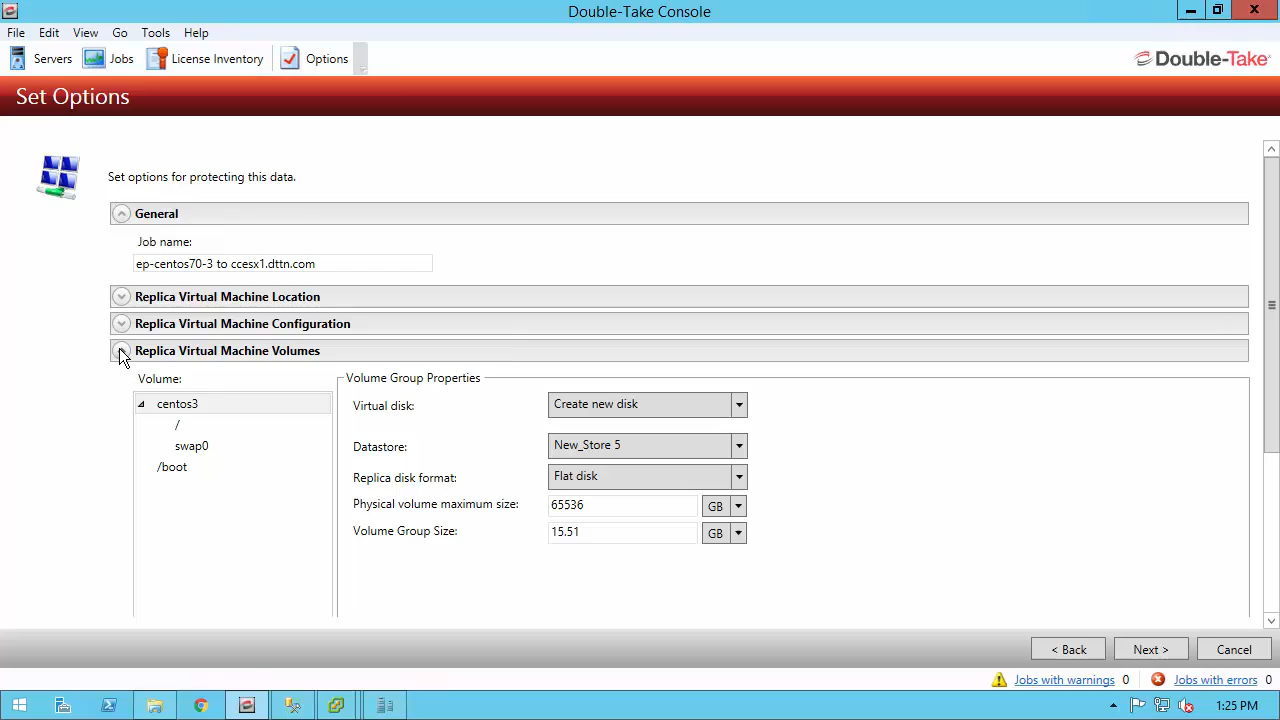 Double-Take Console
File Edit View Go Tools Help
Servers Jobs License Inventory Options
Double-Take
Set Options
Set options for protecting this data.
General
Job name:
ep-centos70-3 to ccesx1.dttn.com
Replica Virtual Machine Location
Replica Virtual Machine Configuration
Replica Virtual Machine Volumes
Volume:
centos3
/
swap0
/boot
Volume Group Properties
Virtual disk: Create new disk
Datastore: New_Store 5
Replica disk format: Flat disk
Physical volume maximum size: 65536 GB
Volume Group Size: 15.51 GB
< Back Next > Cancel
Jobs with warnings 0 Jobs with errors 0
1:25 PM